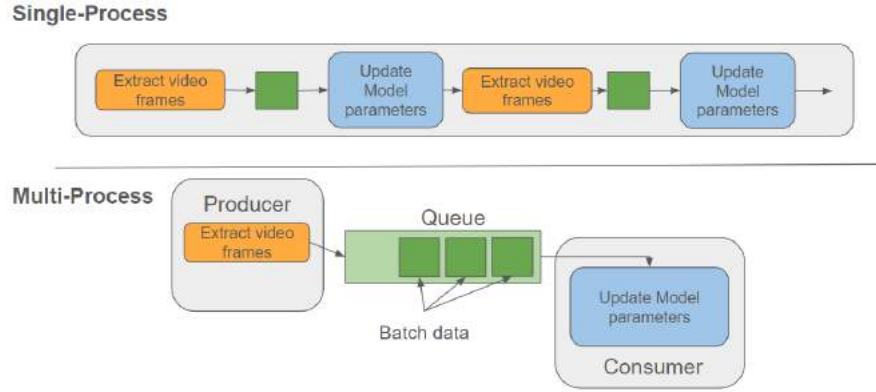 Single-Process
Extract video
frames
Update
Model
parameters
Extract video
frames
Update
Model
parameters
Multi-Process
Producer
Extract video
frames
Queue
Batch data
Update Model
parameters
Consumer